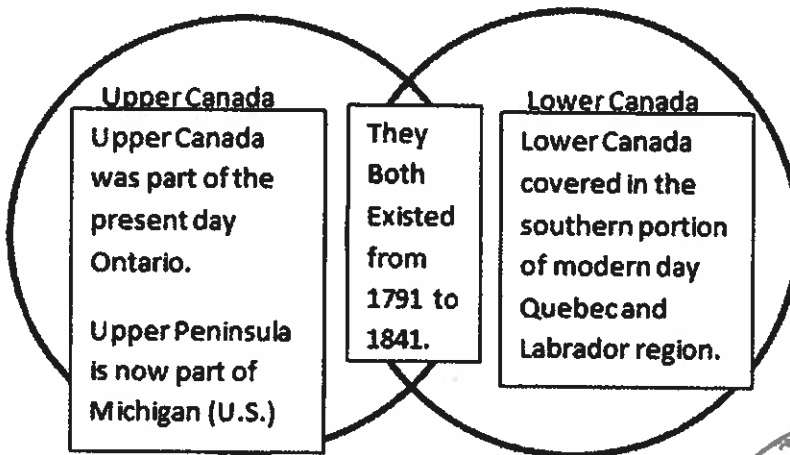 Upper Canada
Upper Canada
was part of the
present day
Ontario.
Upper Peninsula
is now part of
Michigan (U.S.)
They
Both
Existed
from
1791 to
1841.
Lower Canada
Lower Canada
covered in the
southern portion
of modern day
Quebec and
Labrador region.